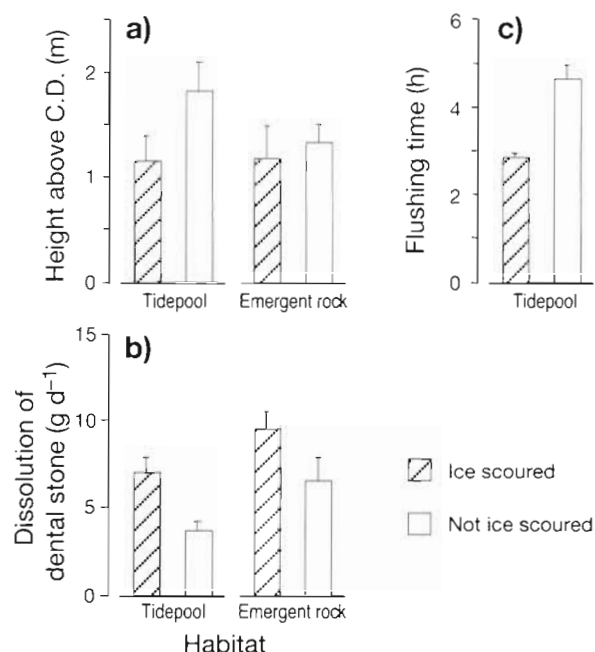 a)
Height above C.D. (m)
2
1
0
Tidepool
Emergent rock
c)
Flushing time (h)
6
4
2
0
Tidepool
b)
Dissolution of
dental stone (g d⁻¹)
15
10
5
0
Tidepool
Emergent rock
Habitat
Ice scoured
Not ice scoured